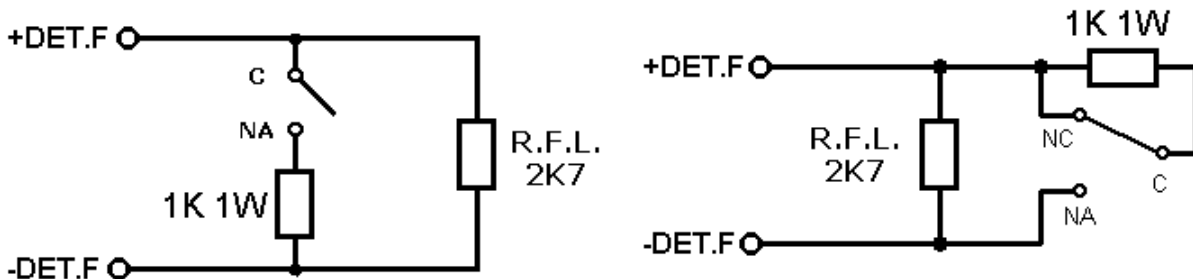 +DET.F
C
NA
1K 1W
R.F.L.
2K7
-DET.F
1K 1W
+DET.F
R.F.L.
2K7
NC
C
NA
-DET.F